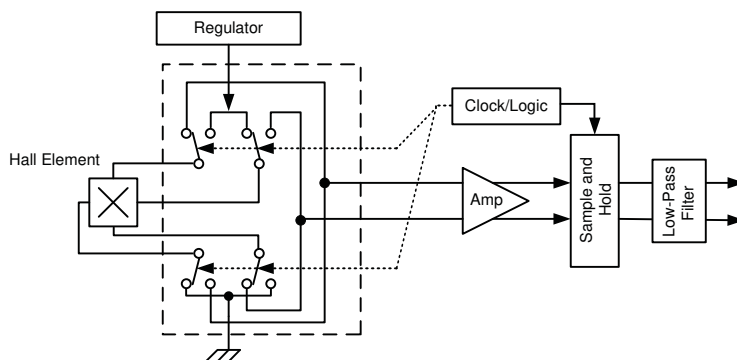 Regulator
Clock/Logic
Hall Element
Amp
Sample and
Hold
Low-Pass
Filter